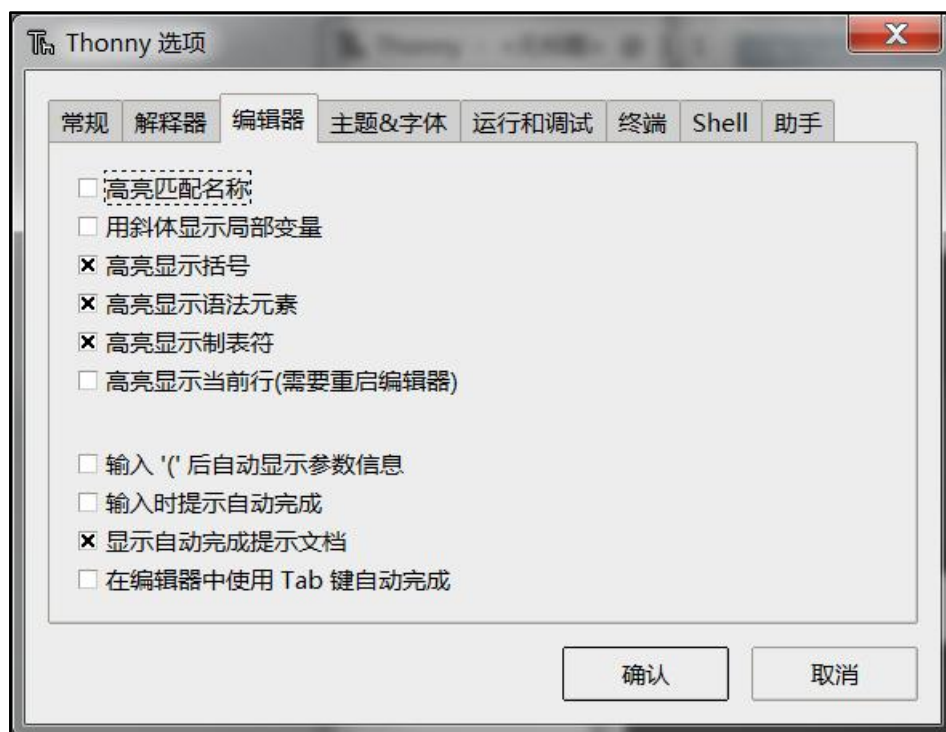 Thonny 选项
常规 解释器 编辑器 主题&字体 运行和调试 终端 Shell 助手
高亮匹配名称
用斜体显示局部变量
高亮显示括号
高亮显示语法元素
高亮显示制表符
高亮显示当前行(需要重启编辑器)
输入 '(' 后自动显示参数信息
输入时提示自动完成
显示自动完成提示文档
在编辑器中使用 Tab 键自动完成
确认 取消